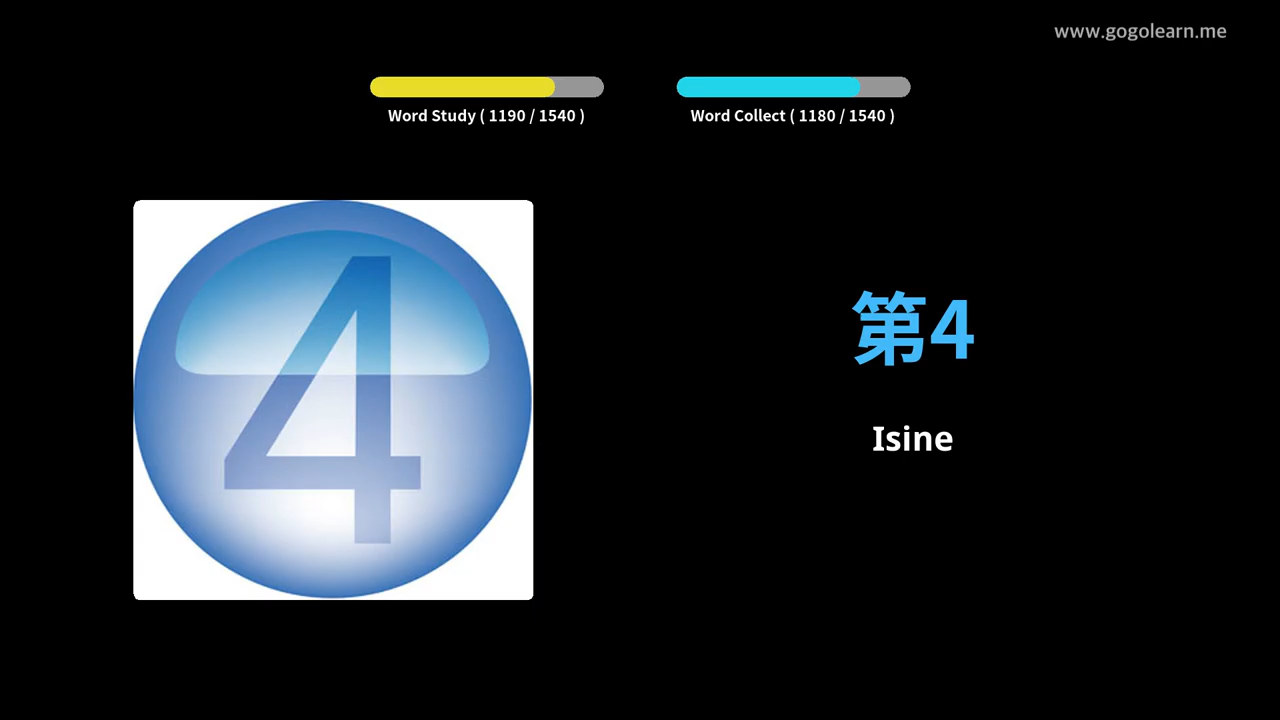 www.gogolearn.me
Word Study ( 1190 / 1540 )
Word Collect ( 1180 / 1540 )
4
第4
Isine